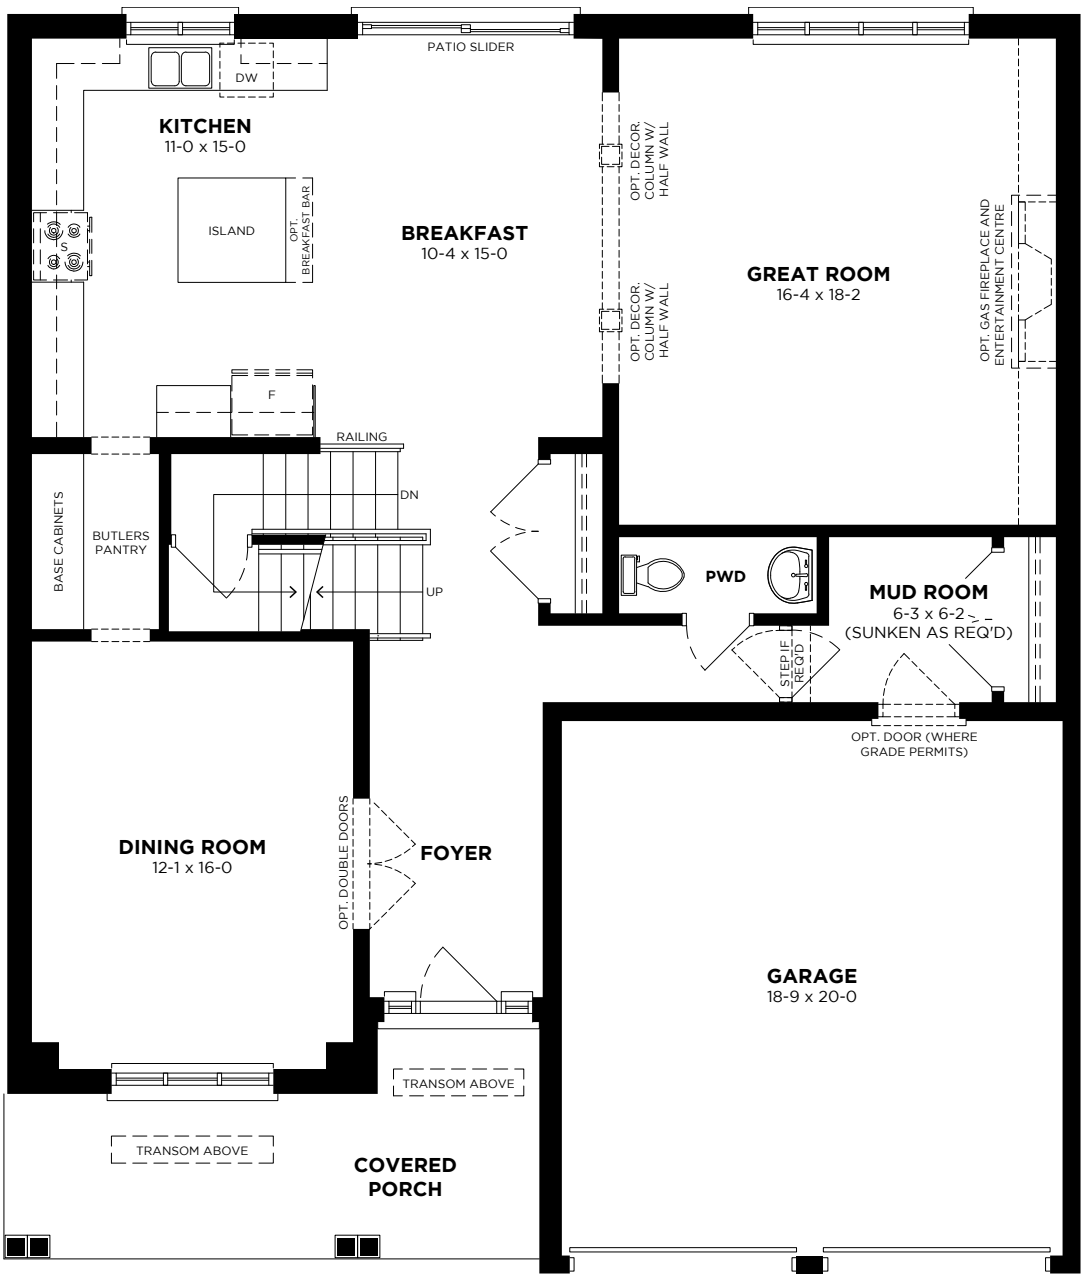 PATIO SLIDER
DW
KITCHEN
11-0 x 15-0
ISLAND
OPT.
BREAKFAST BAR
S
F
BREAKFAST
10-4 x 15-0
OPT. DECOR.
COLUMN W/
HALF WALL
OPT. DECOR.
COLUMN W/
HALF WALL
GREAT ROOM
16-4 x 18-2
OPT. GAS FIREPLACE AND
ENTERTAINMENT CENTRE
RAILING
DN
UP
BASE CABINETS
BUTLERS
PANTRY
PWD
MUD ROOM
6-3 x 6-2
(SUNKEN AS REQ'D)
STEP IF
REQ'D
OPT. DOOR (WHERE
GRADE PERMITS)
DINING ROOM
12-1 x 16-0
OPT. DOUBLE DOORS
FOYER
GARAGE
18-9 x 20-0
TRANSOM ABOVE
TRANSOM ABOVE
COVERED
PORCH